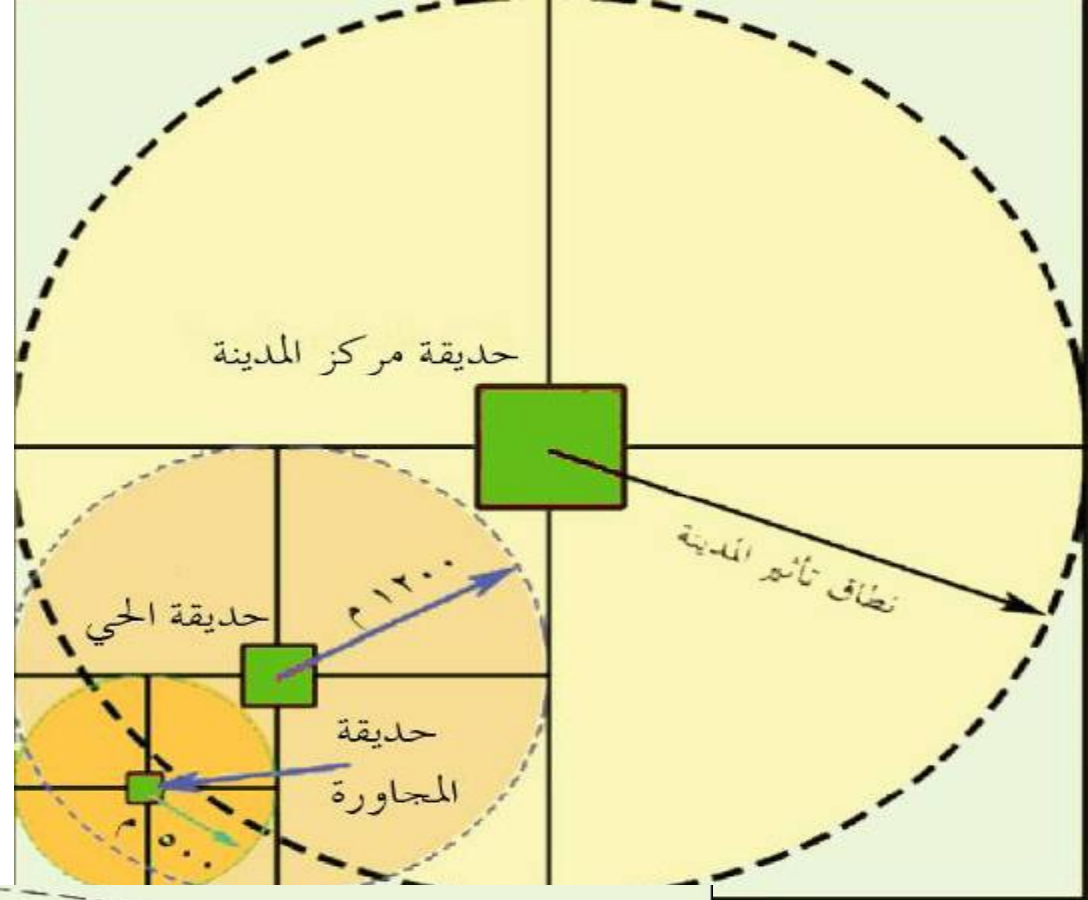 حديقة مركز المدينة
نطاق تأثير المدينة
١٢٠٠ م
حديقة الحي
حديقة
المجاورة
٥٠٠ م